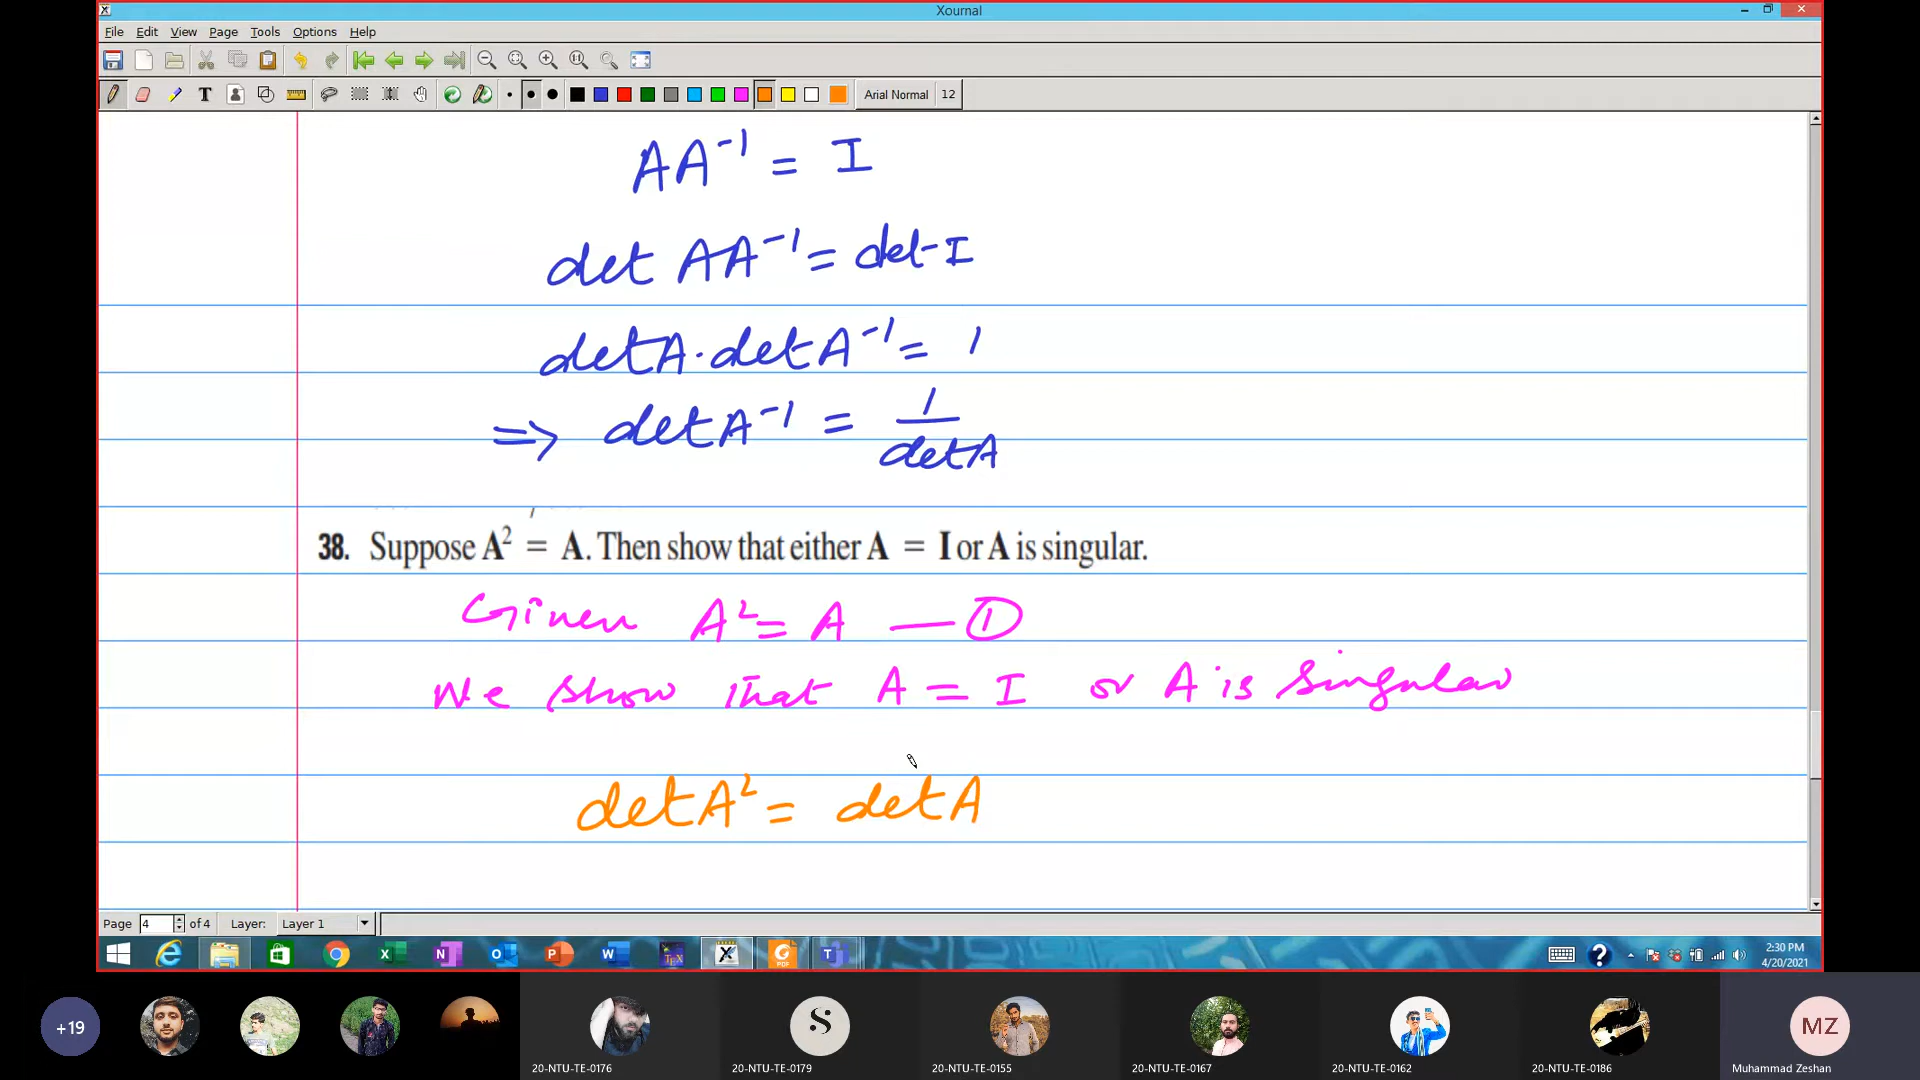 Xournal
File Edit View Page Tools Options Help
Arial Normal 12
AA⁻¹ = I
det AA⁻¹ = det I
detA·detA⁻¹ = 1
⇒ detA⁻¹ = 1/detA
38. Suppose A² = A. Then show that either A = I or A is singular.
Given A² = A — ①
We show that A = I or A is singular
detA² = detA
Page 4 of 4 Layer: Layer 1
2:30 PM
4/20/2021
+19
S
MZ
20-NTU-TE-0176 20-NTU-TE-0179 20-NTU-TE-0155 20-NTU-TE-0167 20-NTU-TE-0162 20-NTU-TE-0186 Muhammad Zeshan